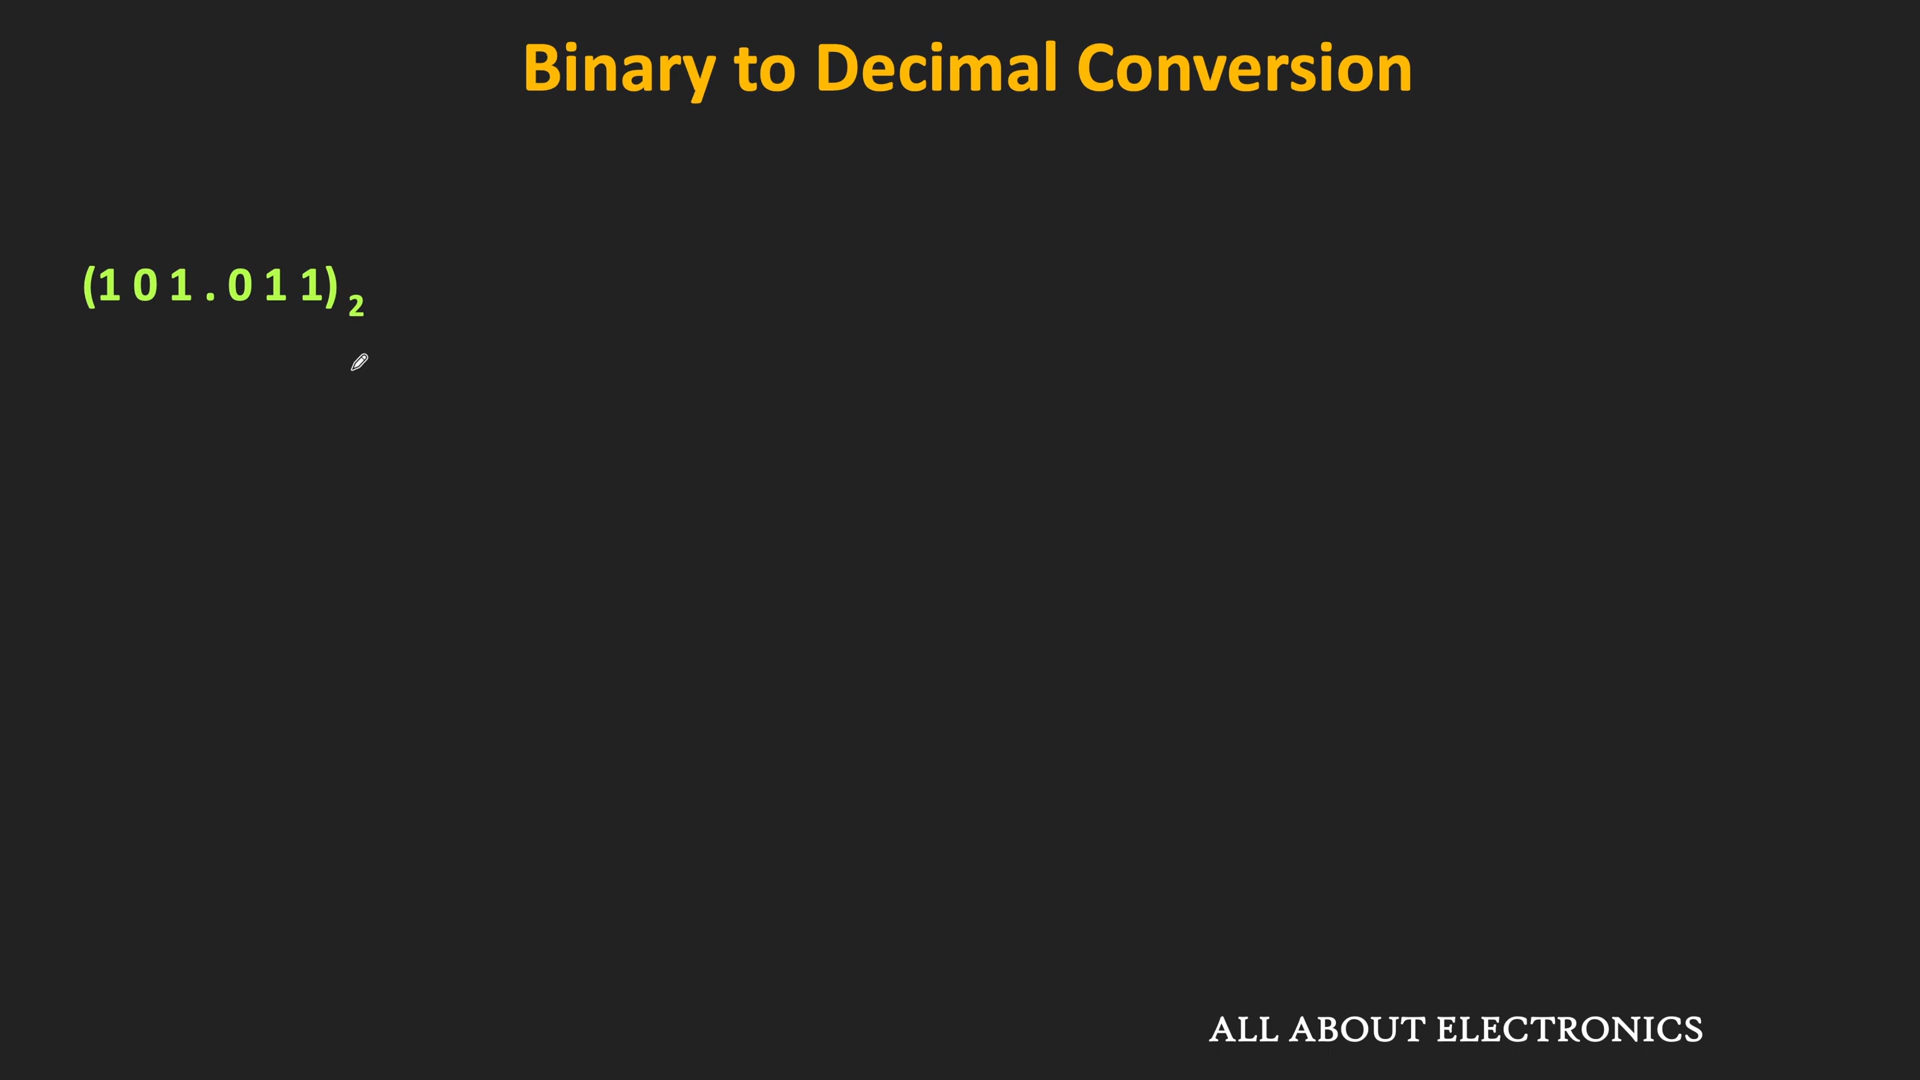 Binary to Decimal Conversion
(1 0 1 . 0 1 1) 2
ALL ABOUT ELECTRONICS